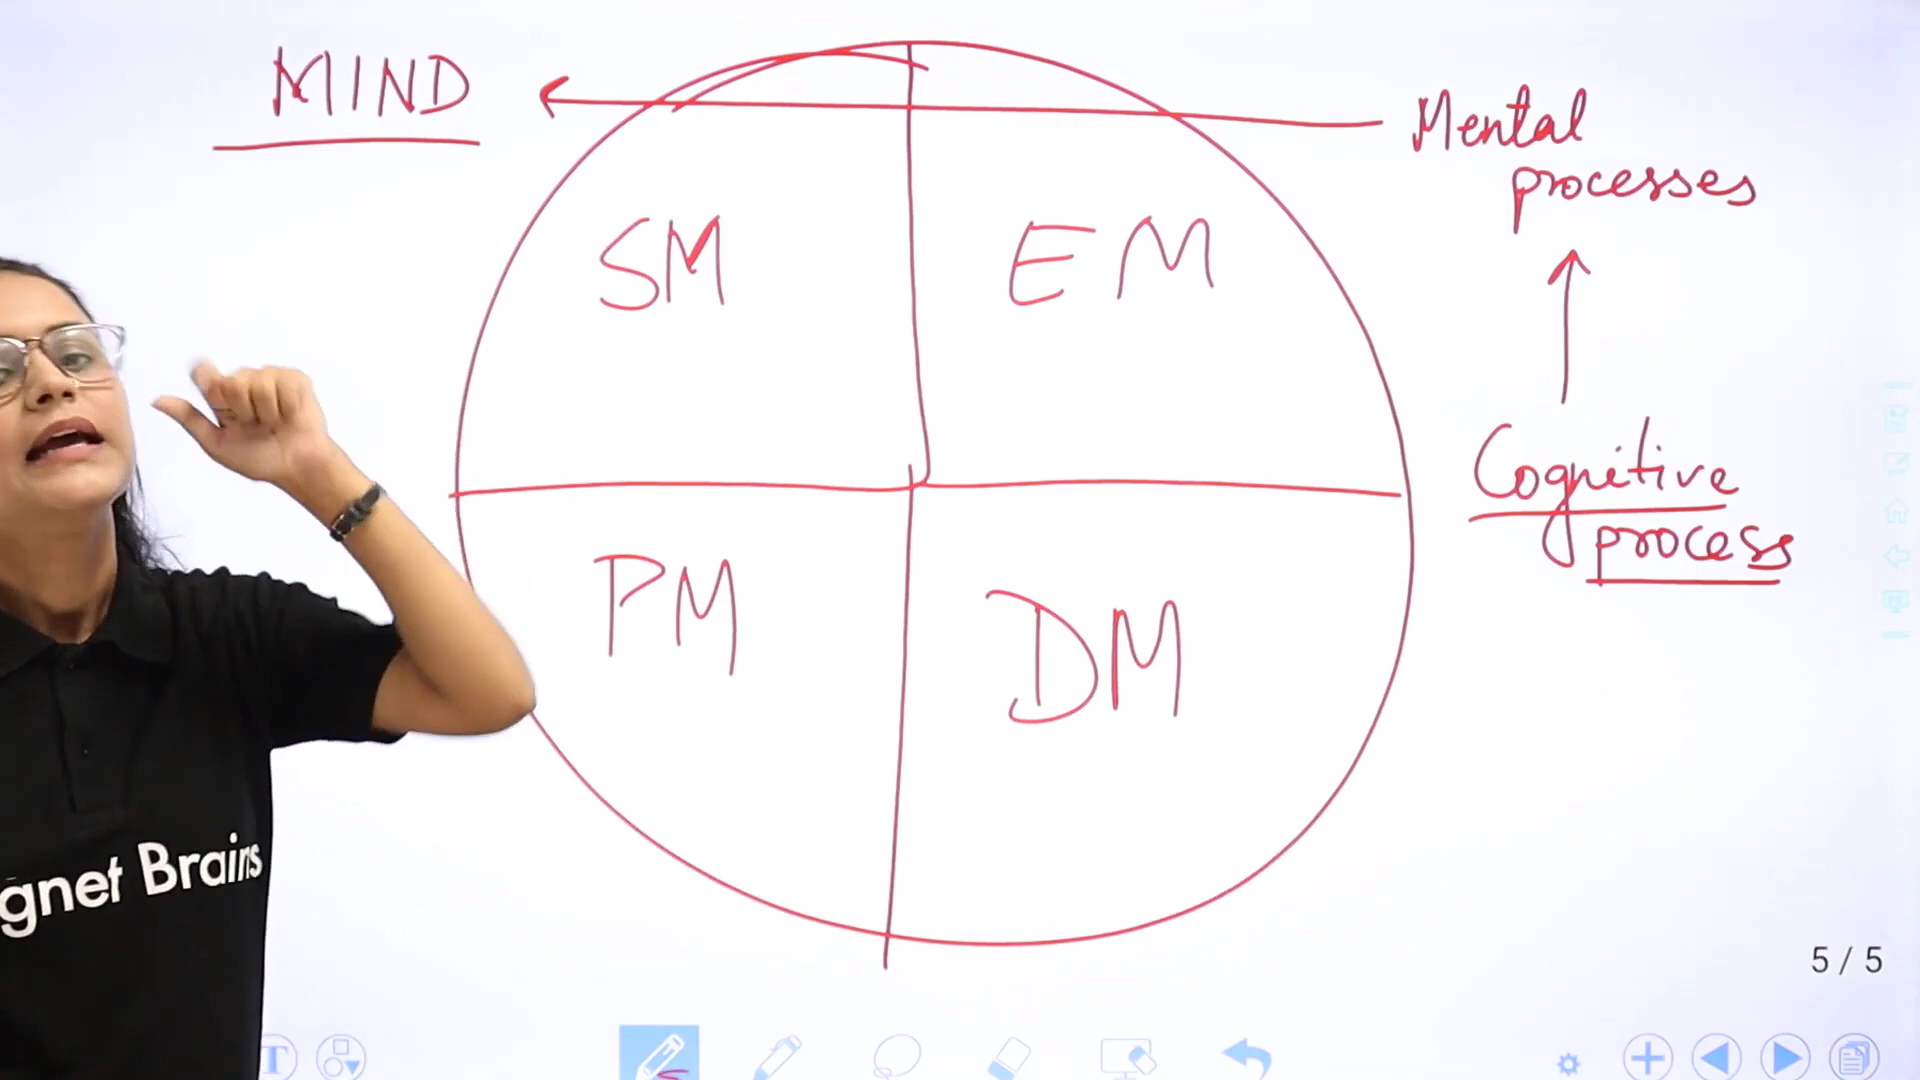 MIND
Mental
processes
SM
EM
Cognitive
process
PM
DM
gnet Brains
5 / 5
T